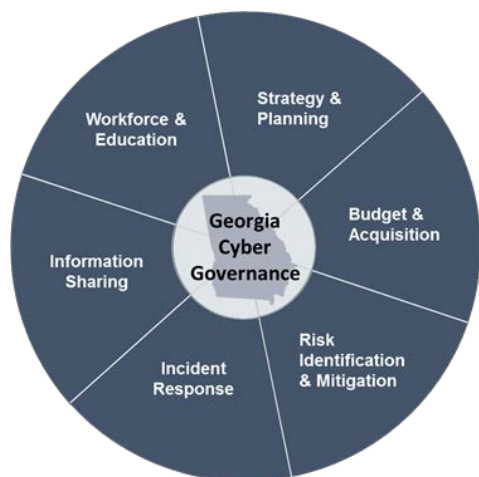 Strategy &
Planning
Budget &
Acquisition
Risk
Identification
& Mitigation
Incident
Response
Information
Sharing
Workforce &
Education
Georgia
Cyber
Governance